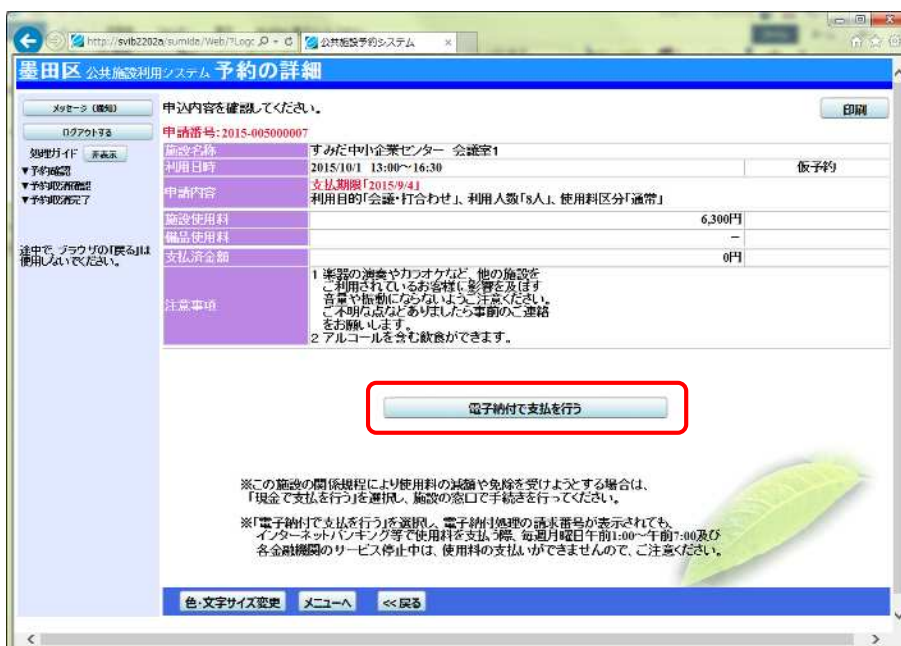 http://svib2202a/sumida/Web/?Logc
公共施設予約システム ×
墨田区 公共施設利用システム 予約の詳細
メッセージ（機知）
ログアウトする
処理ガイド 非表示
▼予約確認
▼予約取消確認
▼予約取消完了
途中で、ブラウザの「戻る」は
使用しないでください。
申込内容を確認してください。
印刷
申請番号:2015-005000007
施設名称 すみだ中小企業センター 会議室1
利用日時 2015/10/1 13:00～16:30 仮予約
申請内容 支払期限「2015/9/4」
利用目的「会議・打合わせ」、利用人数「8人」、使用料区分「通常」
施設使用料 6,300円
備品使用料 －
支払済金額 0円
注意事項
1 楽器の演奏やカラオケなど、他の施設を
ご利用されているお客様に影響を及ぼす
音量や振動にならないようご注意ください。
ご不明な点などありましたら事前のご連絡
をお願いします。
2 アルコールを含む飲食ができます。
電子納付で支払を行う
※この施設の関係規程により使用料の減額や免除を受けようとする場合は、
「現金で支払を行う」を選択し、施設の窓口で手続きを行ってください。
※「電子納付で支払を行う」を選択し、電子納付処理の請求番号が表示されても、
インターネットバンキング等で使用料を支払う際、毎週月曜日午前1:00～午前7:00及び
各金融機関のサービス停止中は、使用料の支払いができませんので、ご注意ください。
色・文字サイズ変更 メニューへ <<戻る